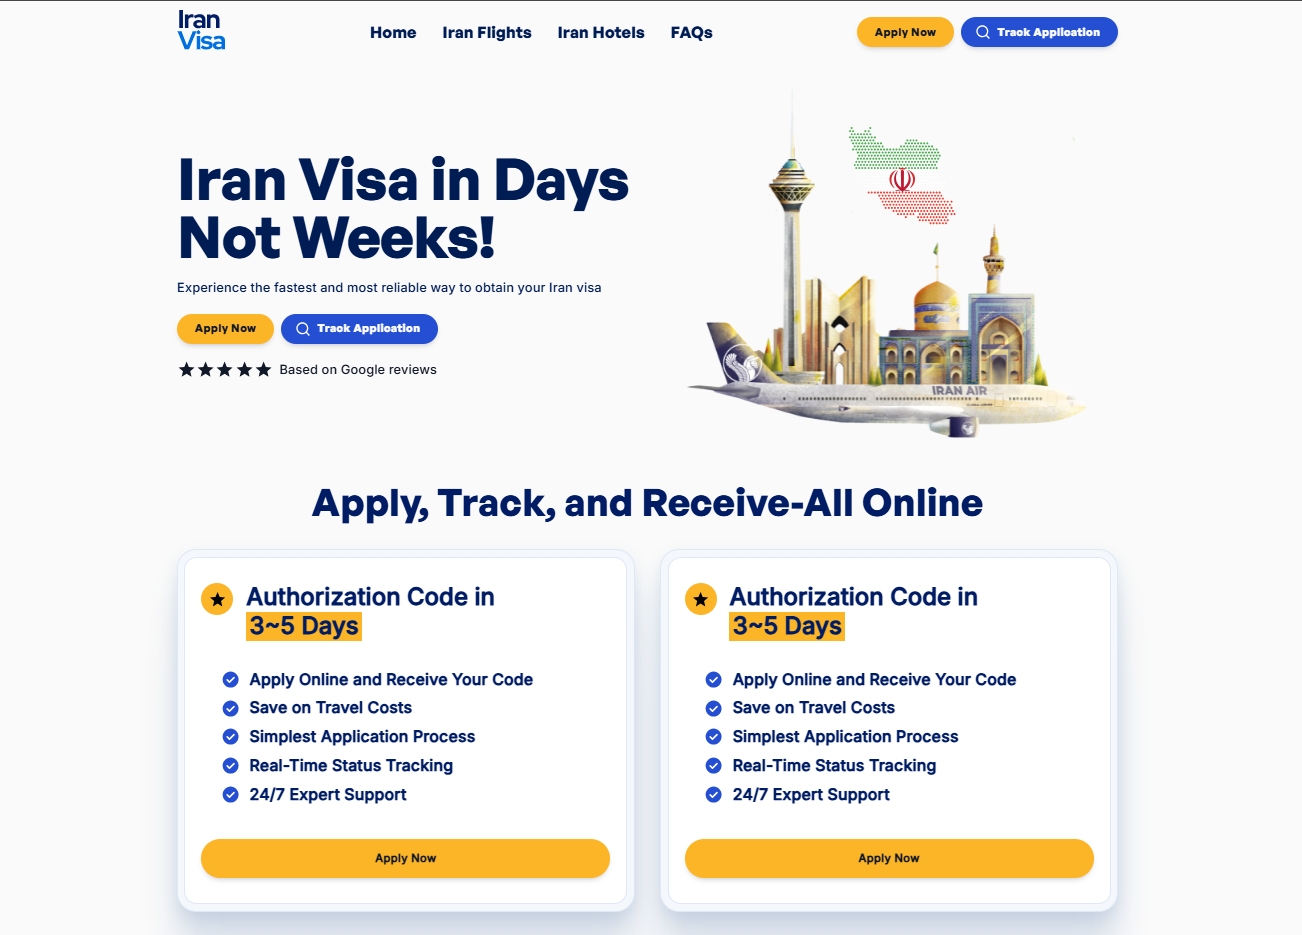 Iran
Visa
Home Iran Flights Iran Hotels FAQs
Apply Now Track Application
Iran Visa in Days
Not Weeks!
Experience the fastest and most reliable way to obtain your Iran visa
Apply Now Track Application
Based on Google reviews
IRAN AIR
Apply, Track, and Receive-All Online
Authorization Code in
3~5 Days
Apply Online and Receive Your Code
Save on Travel Costs
Simplest Application Process
Real-Time Status Tracking
24/7 Expert Support
Apply Now
Authorization Code in
3~5 Days
Apply Online and Receive Your Code
Save on Travel Costs
Simplest Application Process
Real-Time Status Tracking
24/7 Expert Support
Apply Now